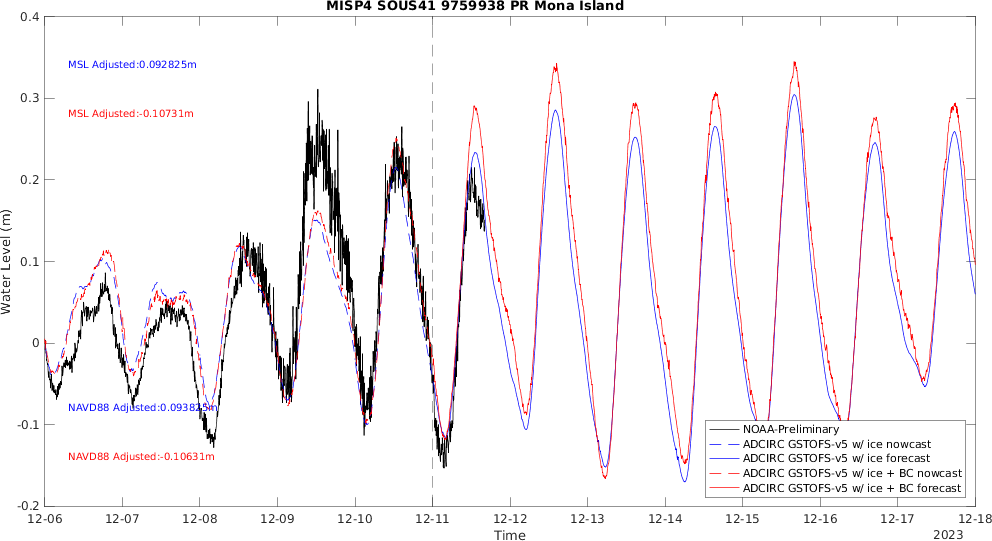 MISP4 SOUS41 9759938 PR Mona Island
0.4
0.3
0.2
0.1
0
-0.1
-0.2
Water Level (m)
MSL Adjusted:0.092825m
MSL Adjusted:-0.10731m
NAVD88 Adjusted:0.093825m
NAVD88 Adjusted:-0.10631m
NOAA-Preliminary
ADCIRC GSTOFS-v5 w/ ice nowcast
ADCIRC GSTOFS-v5 w/ ice forecast
ADCIRC GSTOFS-v5 w/ ice + BC nowcast
ADCIRC GSTOFS-v5 w/ ice + BC forecast
12-06 12-07 12-08 12-09 12-10 12-11 12-12 12-13 12-14 12-15 12-16 12-17 12-18
Time
2023